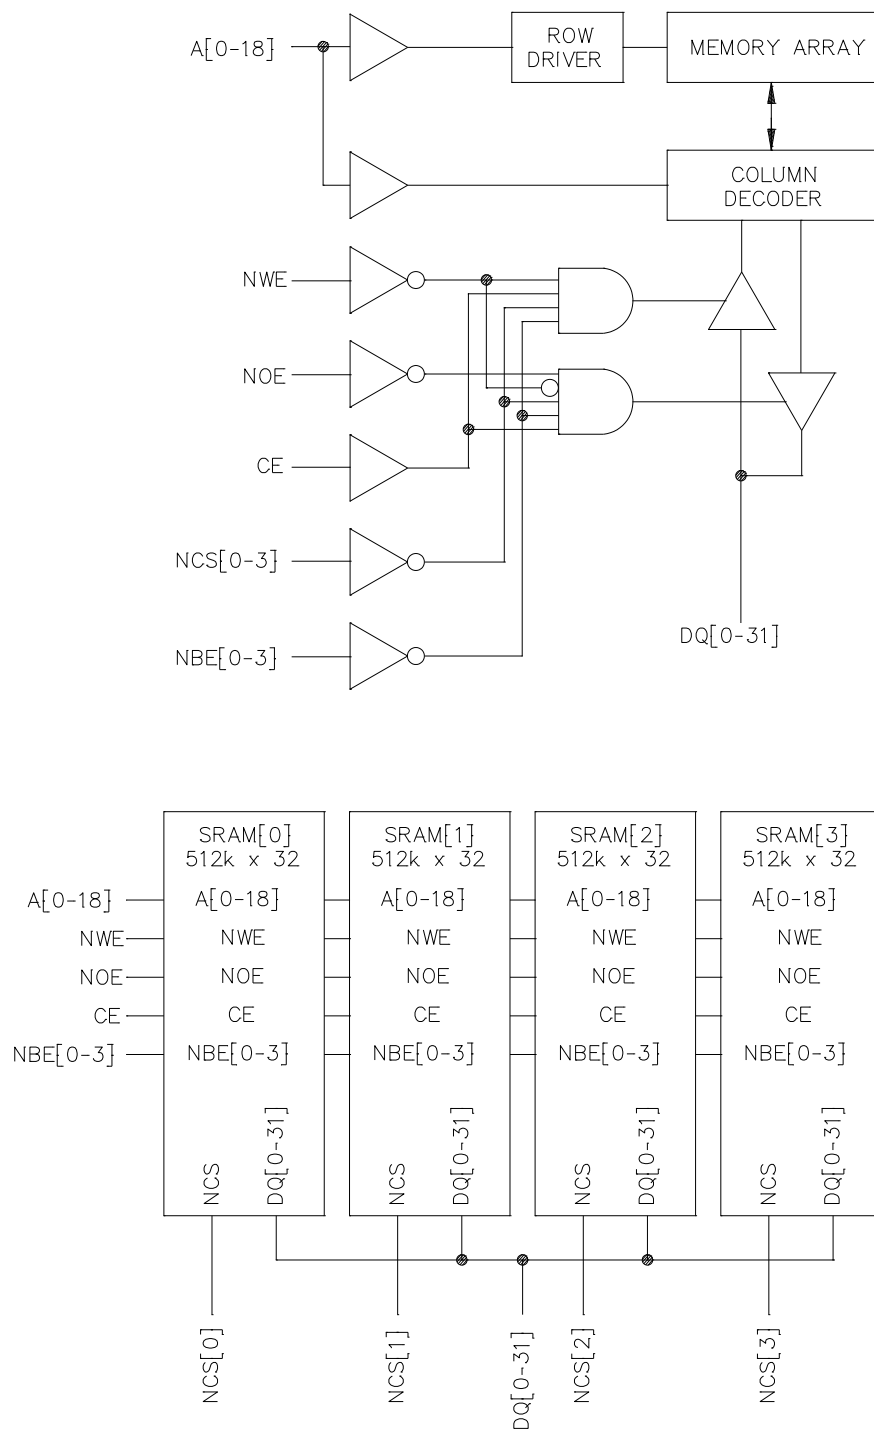 A[0-18]
ROW
DRIVER
MEMORY ARRAY
COLUMN
DECODER
NWE
NOE
CE
NCS[0-3]
NBE[0-3]
DQ[0-31]
SRAM[0]
512k x 32
SRAM[1]
512k x 32
SRAM[2]
512k x 32
SRAM[3]
512k x 32
A[0-18]
A[0-18]
A[0-18]
A[0-18]
A[0-18]
NWE
NWE
NWE
NWE
NWE
NOE
NOE
NOE
NOE
NOE
CE
CE
CE
CE
CE
NBE[0-3]
NBE[0-3]
NBE[0-3]
NBE[0-3]
NBE[0-3]
NCS
DQ[0-31]
NCS
DQ[0-31]
NCS
DQ[0-31]
NCS
DQ[0-31]
NCS[0]
NCS[1]
DQ[0-31]
NCS[2]
NCS[3]